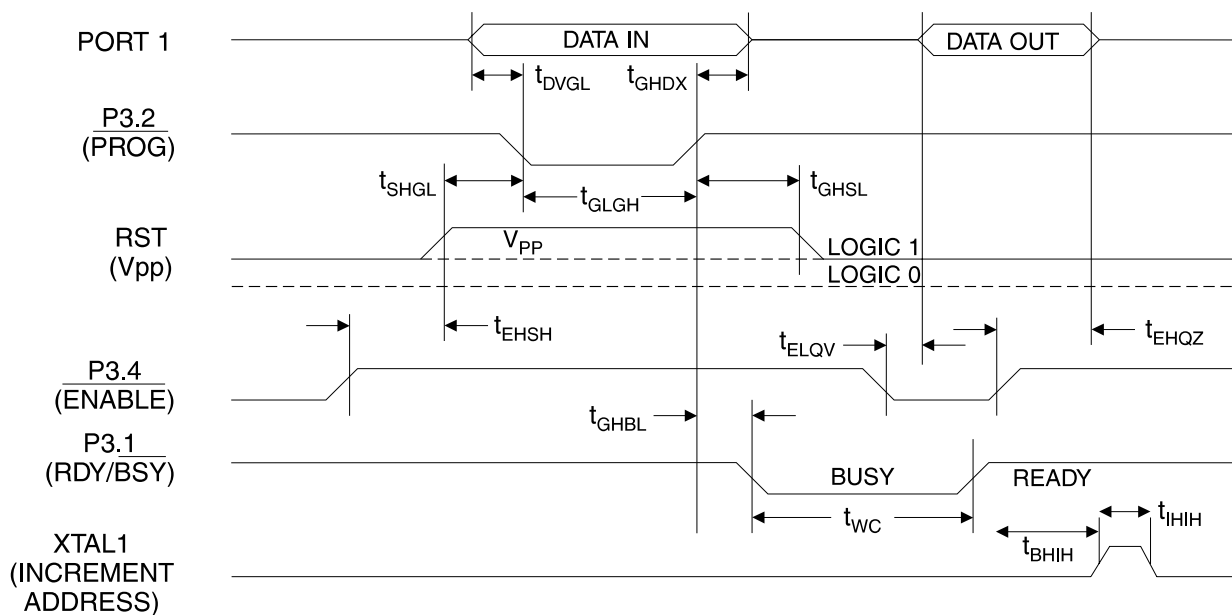 PORT 1
DATA IN
DATA OUT
tDVGL
tGHDX
P3.2
(PROG)
tSHGL
tGLGH
tGHSL
RST
(Vpp)
VPP
LOGIC 1
LOGIC 0
tEHSH
tELQV
tEHQZ
P3.4
(ENABLE)
tGHBL
P3.1
(RDY/BSY)
BUSY
READY
tWC
tIHIH
tBHIH
XTAL1
(INCREMENT
ADDRESS)